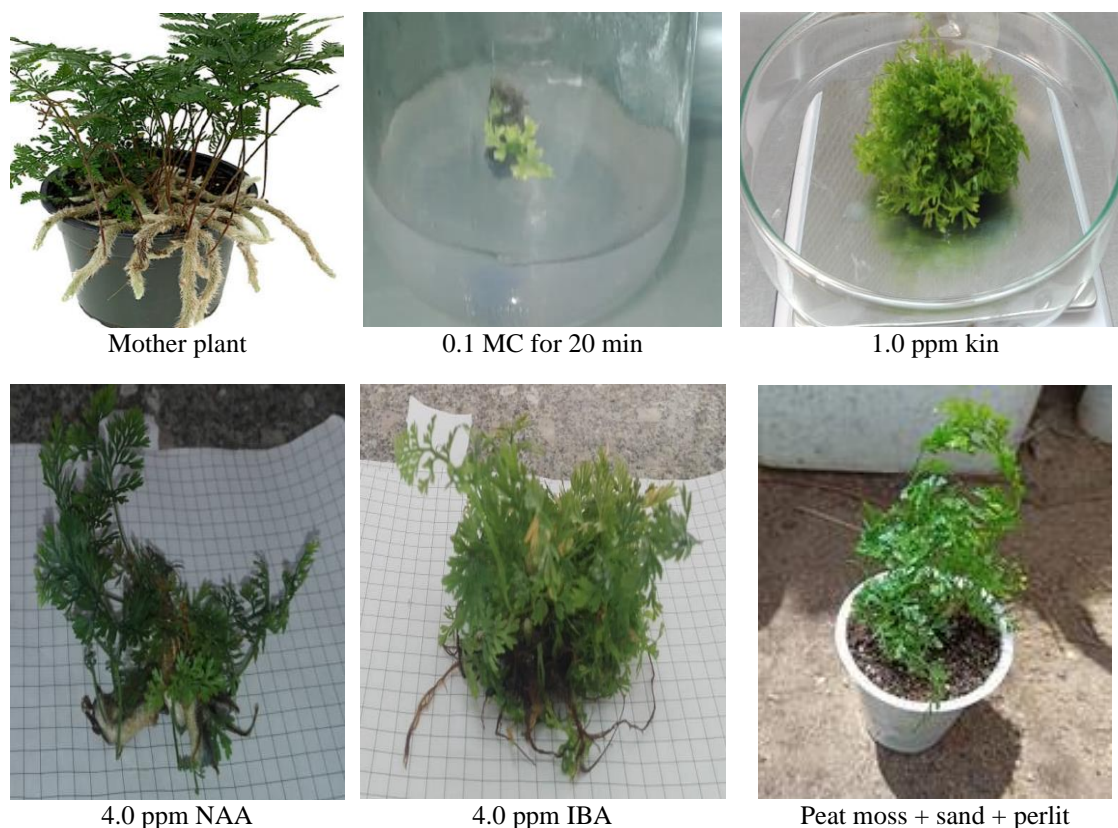 Mother plant
0.1 MC for 20 min
1.0 ppm kin
4.0 ppm NAA
4.0 ppm IBA
Peat moss + sand + perlit